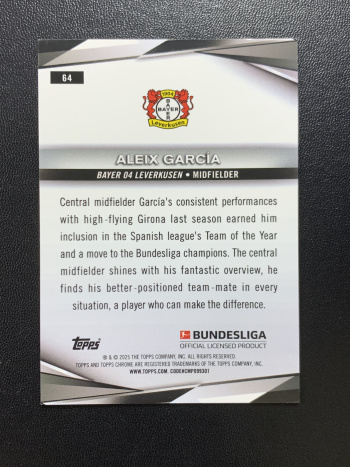 64
1904
BAYER
Leverkusen
ALEIX GARCÍA
BAYER 04 LEVERKUSEN • MIDFIELDER
Central midfielder García's consistent performances
with high-flying Girona last season earned him
inclusion in the Spanish league's Team of the Year
and a move to the Bundesliga champions. The central
midfielder shines with his fantastic overview, he
finds his better-positioned team-mate in every
situation, a player who can make the difference.
Topps
BUNDESLIGA
OFFICIAL LICENSED PRODUCT
® & © 2025 THE TOPPS COMPANY, INC. ALL RIGHTS RESERVED.
TOPPS AND TOPPS CHROME ARE REGISTERED TRADEMARKS OF THE TOPPS COMPANY, INC.
WWW.TOPPS.COM. CODE#CMP099301